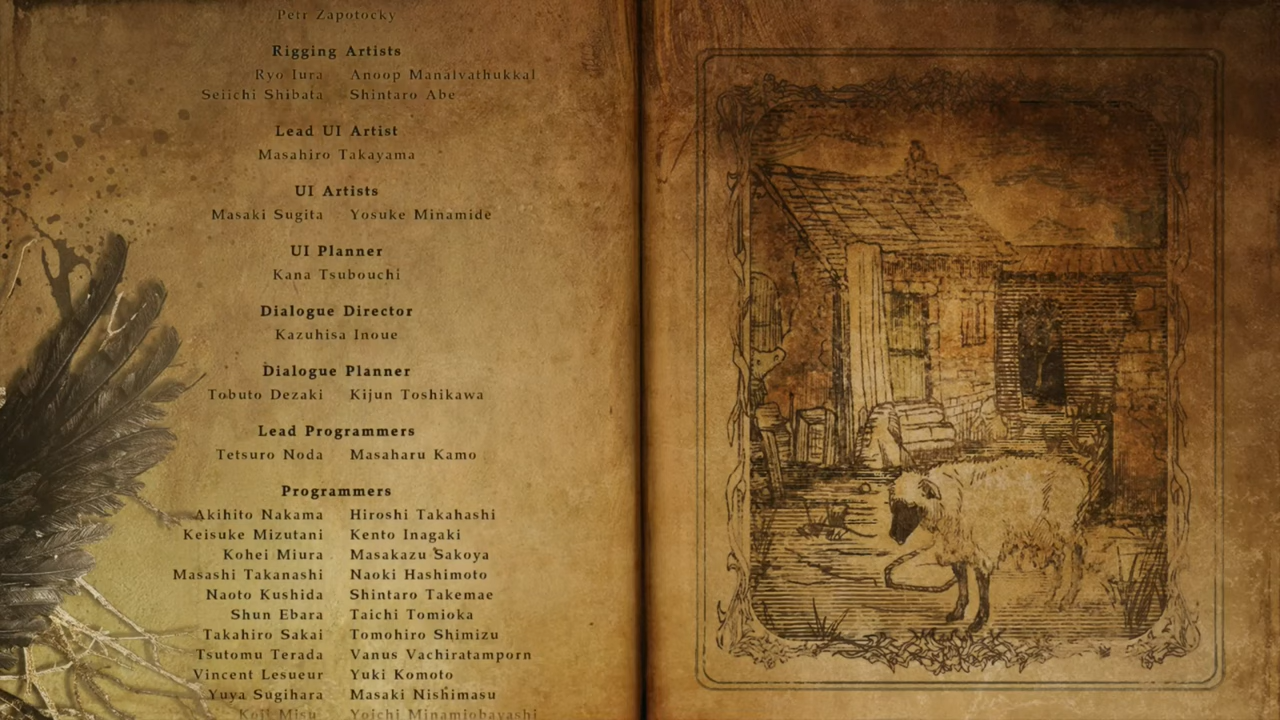 Petr Zapotocky
Rigging Artists
Ryo Iura Anoop Manalvathukkal
Seiichi Shibata Shintaro Abe
Lead UI Artist
Masahiro Takayama
UI Artists
Masaki Sugita Yosuke Minamide
UI Planner
Kana Tsubouchi
Dialogue Director
Kazuhisa Inoue
Dialogue Planner
Tobuto Dezaki Kijun Toshikawa
Lead Programmers
Tetsuro Noda Masaharu Kamo
Programmers
Akihito Nakama Hiroshi Takahashi
Keisuke Mizutani Kento Inagaki
Kohei Miura Masakazu Sakoya
Masashi Takanashi Naoki Hashimoto
Naoto Kushida Shintaro Takemae
Shun Ebara Taichi Tomioka
Takahiro Sakai Tomohiro Shimizu
Tsutomu Terada Vanus Vachiratamporn
Vincent Lesueur Yuki Komoto
Yuya Sugihara Masaki Nishimasu
Koji Misu Yoichi Minamiobayashi